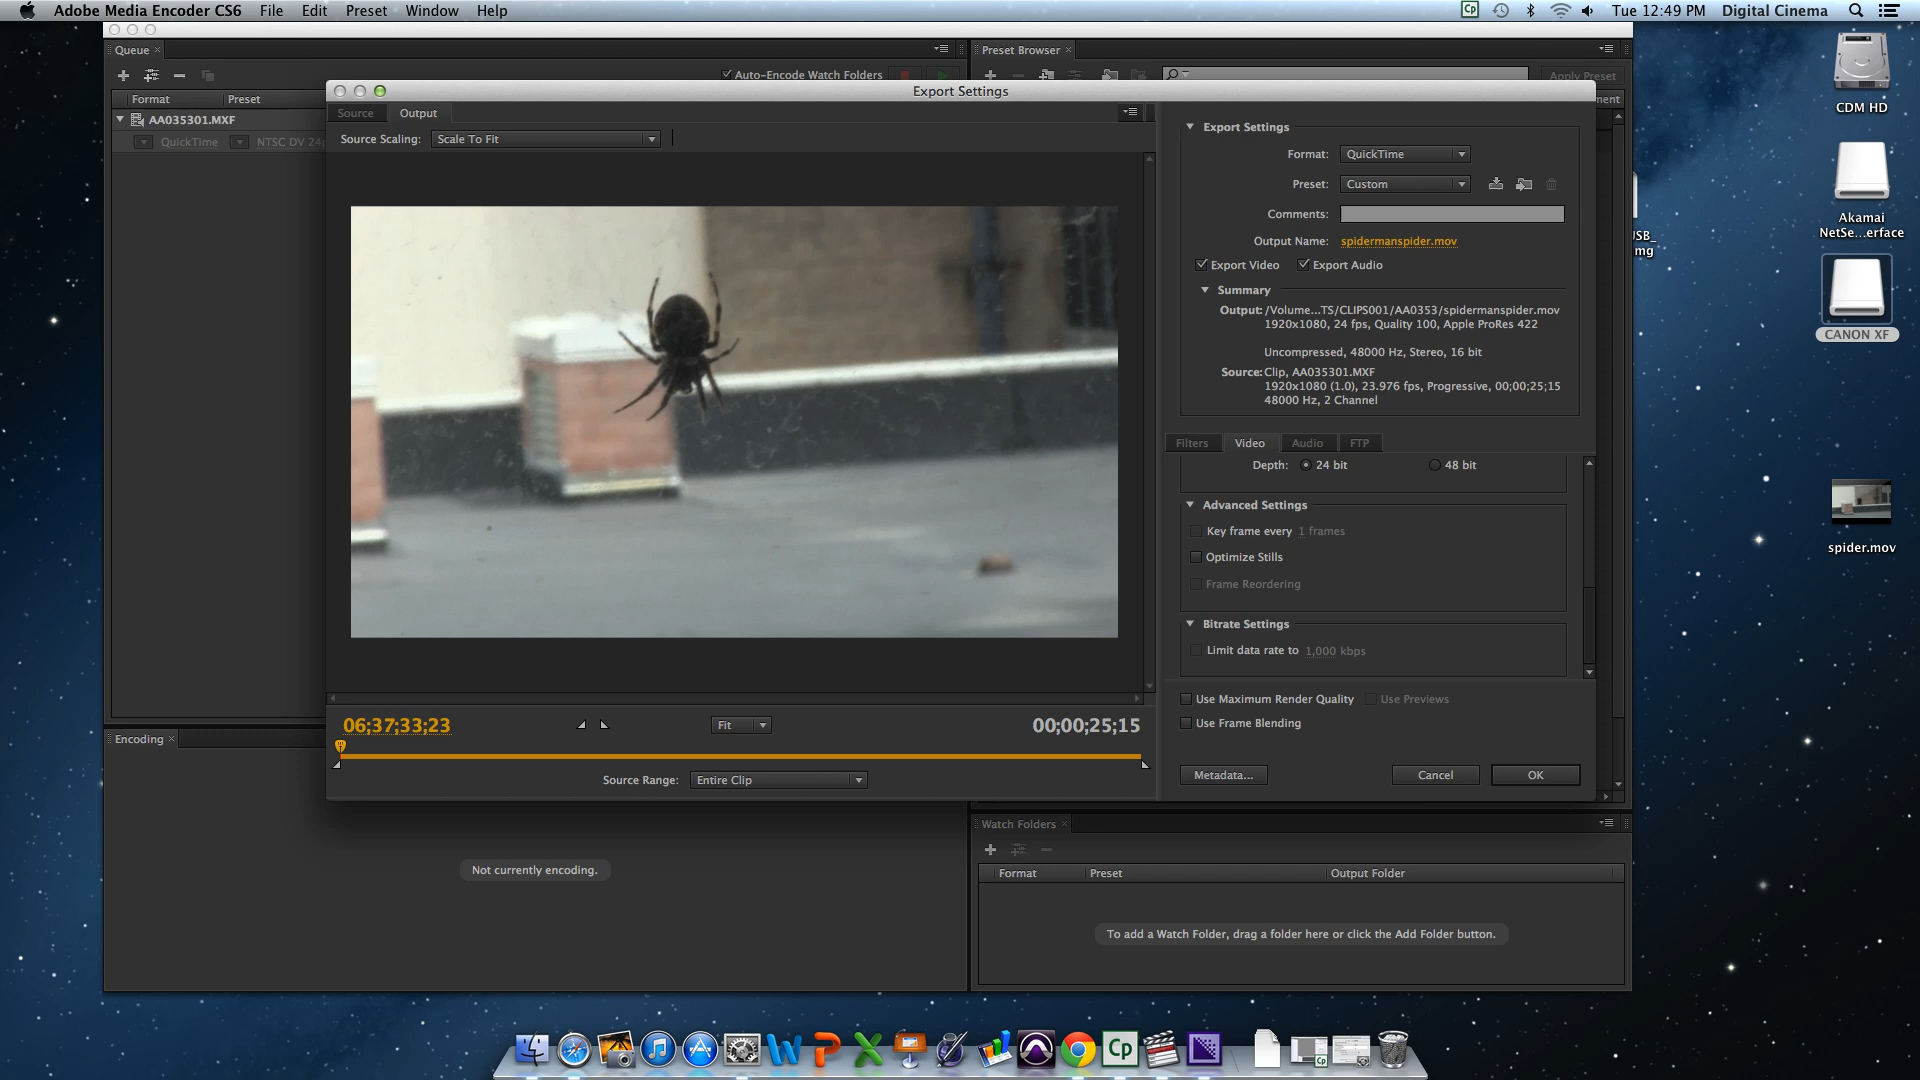 Adobe Media Encoder CS6 File Edit Preset Window Help
Tue 12:49 PM Digital Cinema
Queue
Auto-Encode Watch Folders
Format Preset
AA035301.MXF
QuickTime NTSC DV 24p
Preset Browser
Apply Preset
Export Settings
Source Output
Source Scaling: Scale To Fit
06;37;33;23
Fit
00;00;25;15
Source Range: Entire Clip
Export Settings
Format: QuickTime
Preset: Custom
Comments:
Output Name: spidermanspider.mov
Export Video Export Audio
Summary
Output: /Volume...TS/CLIPS001/AA0353/spidermanspider.mov
1920x1080, 24 fps, Quality 100, Apple ProRes 422
Uncompressed, 48000 Hz, Stereo, 16 bit
Source: Clip, AA035301.MXF
1920x1080 (1.0), 23.976 fps, Progressive, 00;00;25;15
48000 Hz, 2 Channel
Filters Video Audio FTP
Depth: 24 bit 48 bit
Advanced Settings
Key frame every 1 frames
Optimize Stills
Frame Reordering
Bitrate Settings
Limit data rate to 1,000 kbps
Use Maximum Render Quality Use Previews
Use Frame Blending
Metadata... Cancel OK
Encoding
Not currently encoding.
Watch Folders
Format Preset Output Folder
To add a Watch Folder, drag a folder here or click the Add Folder button.
CDM HD
Akamai
NetSe...erface
CANON XF
spider.mov
Cp